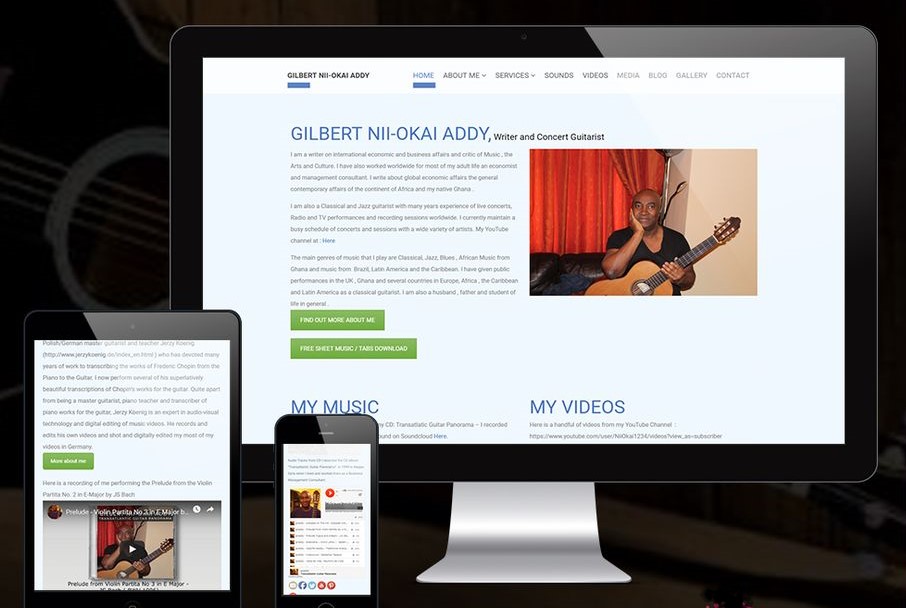 GILBERT NII-OKAI ADDY
HOME ABOUT ME SERVICES SOUNDS VIDEOS MEDIA BLOG GALLERY CONTACT
GILBERT NII-OKAI ADDY, Writer and Concert Guitarist
I am a writer on international economic and business affairs and critic of Music , the
Arts and Culture. I have also worked worldwide for most of my adult life an economist
and management consultant. I write about global economic affairs the general
contemporary affairs of the continent of Africa and my native Ghana .
I am also a Classical and Jazz guitarist with many years experience of live concerts,
Radio and TV performances and recording sessions worldwide. I currently maintain a
busy schedule of concerts and sessions with a wide variety of artists. My YouTube
channel at : Here
The main genres of music that I play are Classical, Jazz, Blues , African Music from
Ghana and music from Brazil, Latin America and the Caribbean. I have given public
performances in the UK , Ghana and several countries in Europe, Africa , the Caribbean
and Latin America as a classical guitarist. I am also a husband , father and student of
life in general .
FIND OUT MORE ABOUT ME
FREE SHEET MUSIC / TABS DOWNLOAD
MY MUSIC
my CD: Transatlatic Guitar Panorama – I recorded
ound on Soundcloud Here.
MY VIDEOS
Here is a handful of videos from my YouTube Channel :
https://www.youtube.com/user/NiiOkai1234/videos?view_as=subscriber
Polish/German master guitarist and teacher Jerzy Koenig
(http://www.jerzykoenig.de/index_en.html ) who has devoted many
years of work to transcribing the works of Frederic Chopin from the
Piano to the Guitar. I now perform several of his superlatively
beautiful transcriptions of Chopin's works for the guitar. Quite apart
from being a master guitarist, piano teacher and transcriber of
piano works for the guitar, Jerzy Koenig is an expert in audio-visual
technology and digital editing of music videos. He records and
edits his own videos and shot and digitally edited my most of my
videos in Germany.
More about me
Here is a recording of me performing the Prelude from the Violin
Partita No. 2 in E-Major by JS Bach
Prelude - Violin Partita No 3 in E Major b...
TRANSATLANTIC GUITAR PANORAMA
Prelude from Violin Partita No 3 in E Major -